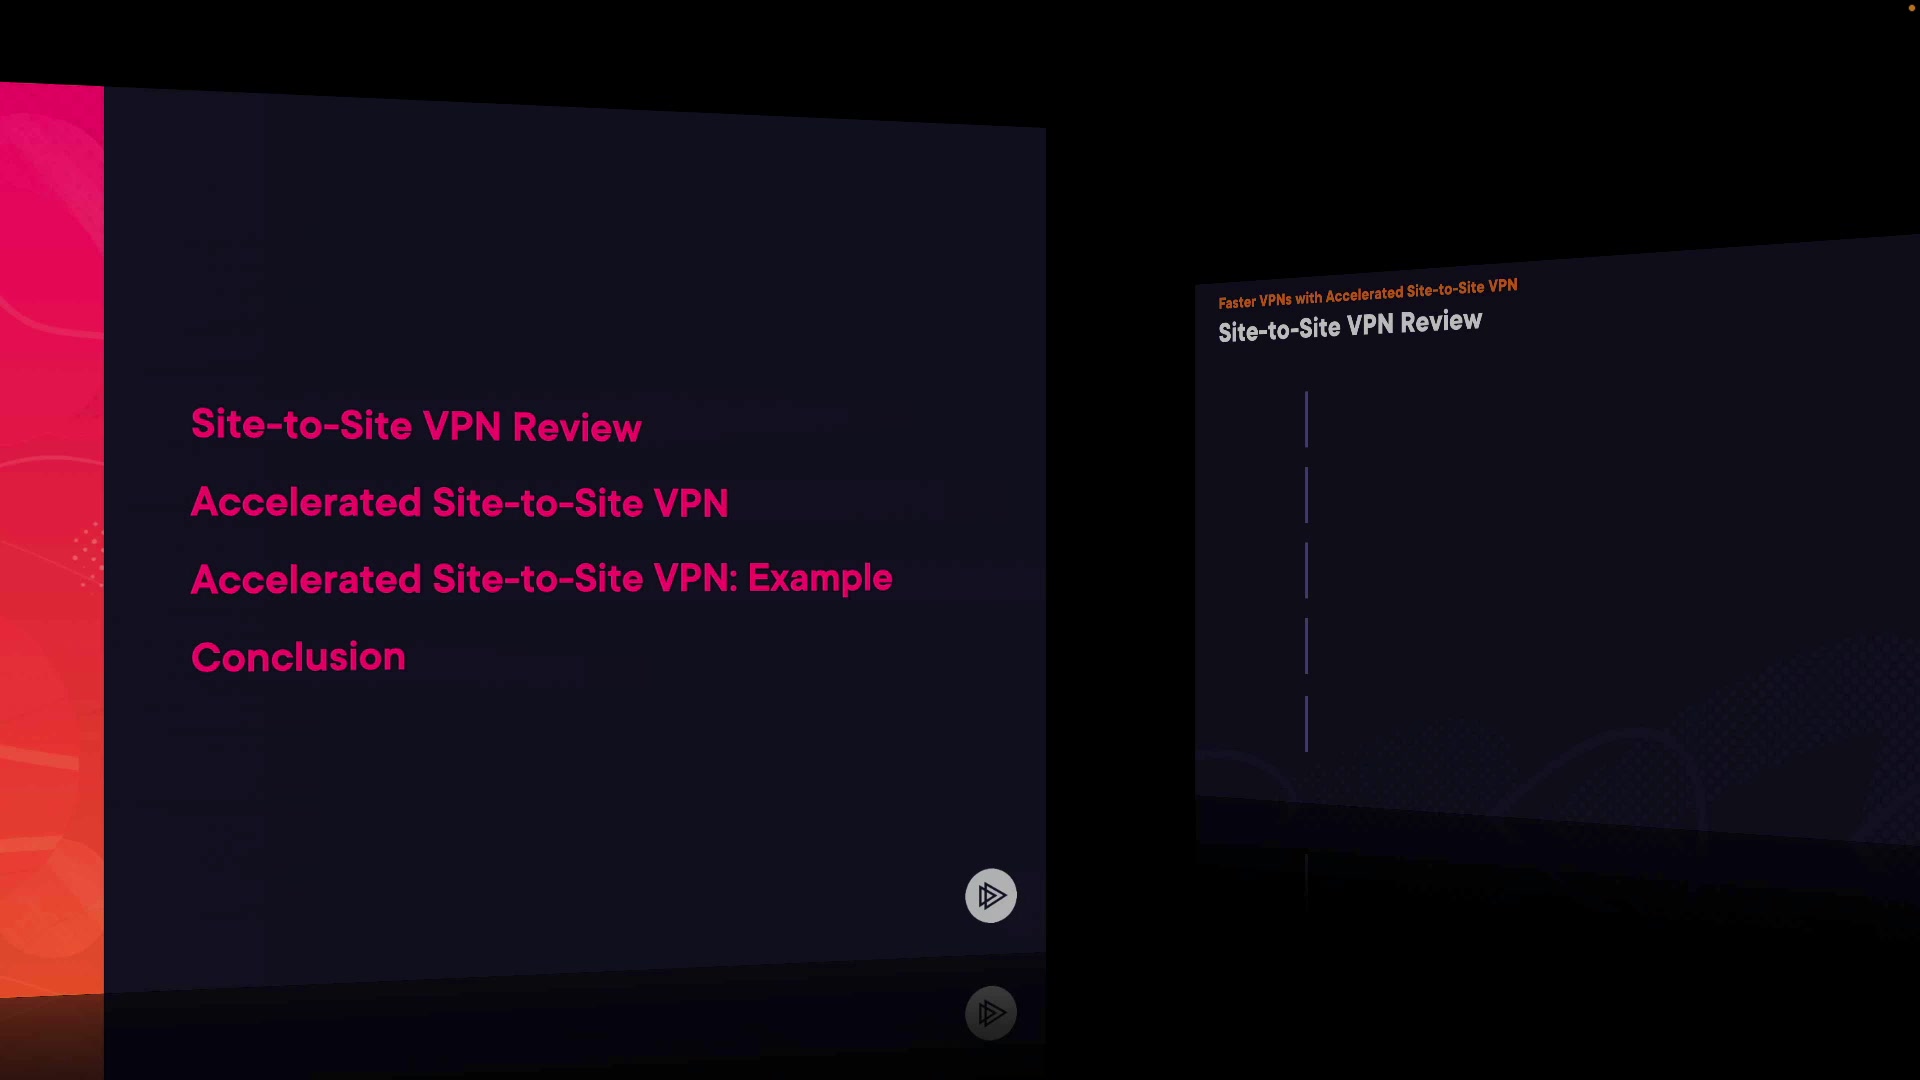 Site-to-Site VPN Review
Accelerated Site-to-Site VPN
Accelerated Site-to-Site VPN: Example
Conclusion
Faster VPNs with Accelerated Site-to-Site VPN
Site-to-Site VPN Review